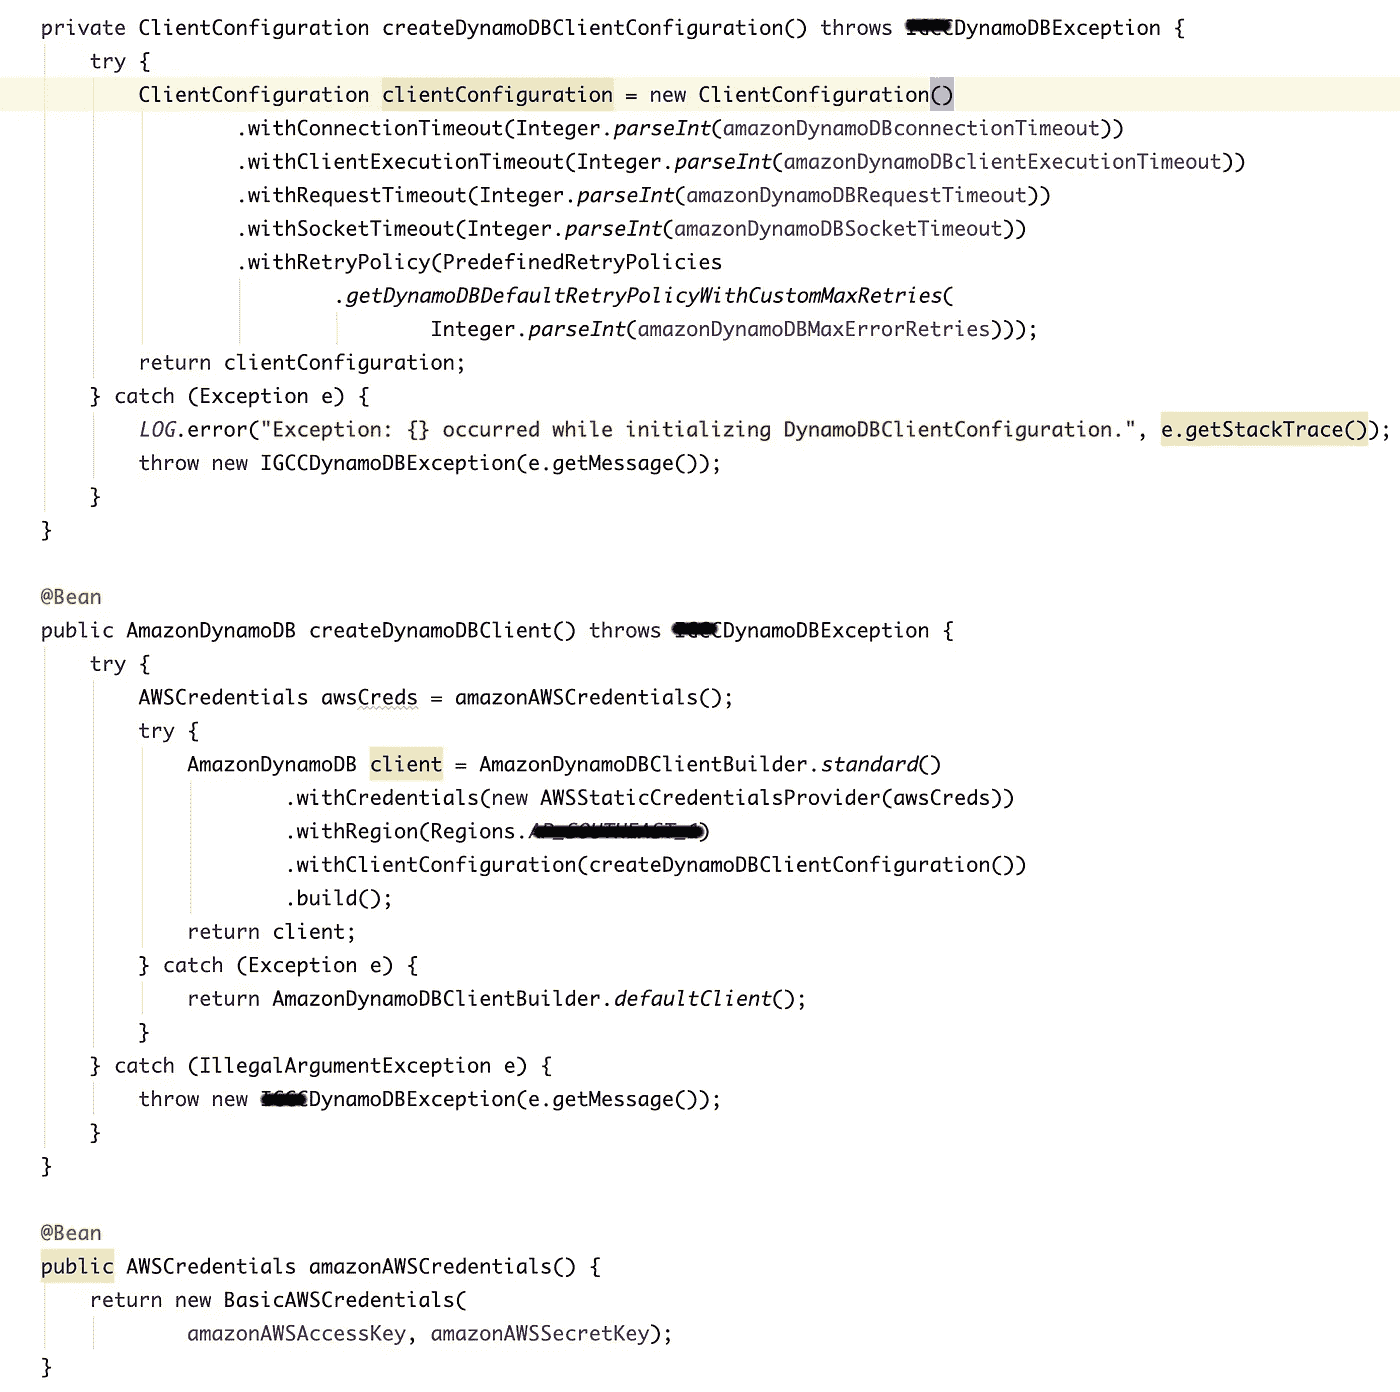 private ClientConfiguration createDynamoDBClientConfiguration() throws DynamoDBException {
try {
ClientConfiguration clientConfiguration = new ClientConfiguration()
.withConnectionTimeout(Integer.parseInt(amazonDynamoDBconnectionTimeout))
.withClientExecutionTimeout(Integer.parseInt(amazonDynamoDBclientExecutionTimeout))
.withRequestTimeout(Integer.parseInt(amazonDynamoDBRequestTimeout))
.withSocketTimeout(Integer.parseInt(amazonDynamoDBSocketTimeout))
.withRetryPolicy(PredefinedRetryPolicies
.getDynamoDBDefaultRetryPolicyWithCustomMaxRetries(
Integer.parseInt(amazonDynamoDBMaxErrorRetries)));
return clientConfiguration;
} catch (Exception e) {
LOG.error("Exception: {} occurred while initializing DynamoDBClientConfiguration.", e.getStackTrace());
throw new IGCCDynamoDBException(e.getMessage());
}
}
@Bean
public AmazonDynamoDB createDynamoDBClient() throws DynamoDBException {
try {
AWSCredentials awsCreds = amazonAWSCredentials();
try {
AmazonDynamoDB client = AmazonDynamoDBClientBuilder.standard()
.withCredentials(new AWSStaticCredentialsProvider(awsCreds))
.withRegion(Regions.)
.withClientConfiguration(createDynamoDBClientConfiguration())
.build();
return client;
} catch (Exception e) {
return AmazonDynamoDBClientBuilder.defaultClient();
}
} catch (IllegalArgumentException e) {
throw new DynamoDBException(e.getMessage());
}
}
@Bean
public AWSCredentials amazonAWSCredentials() {
return new BasicAWSCredentials(
amazonAWSAccessKey, amazonAWSSecretKey);
}